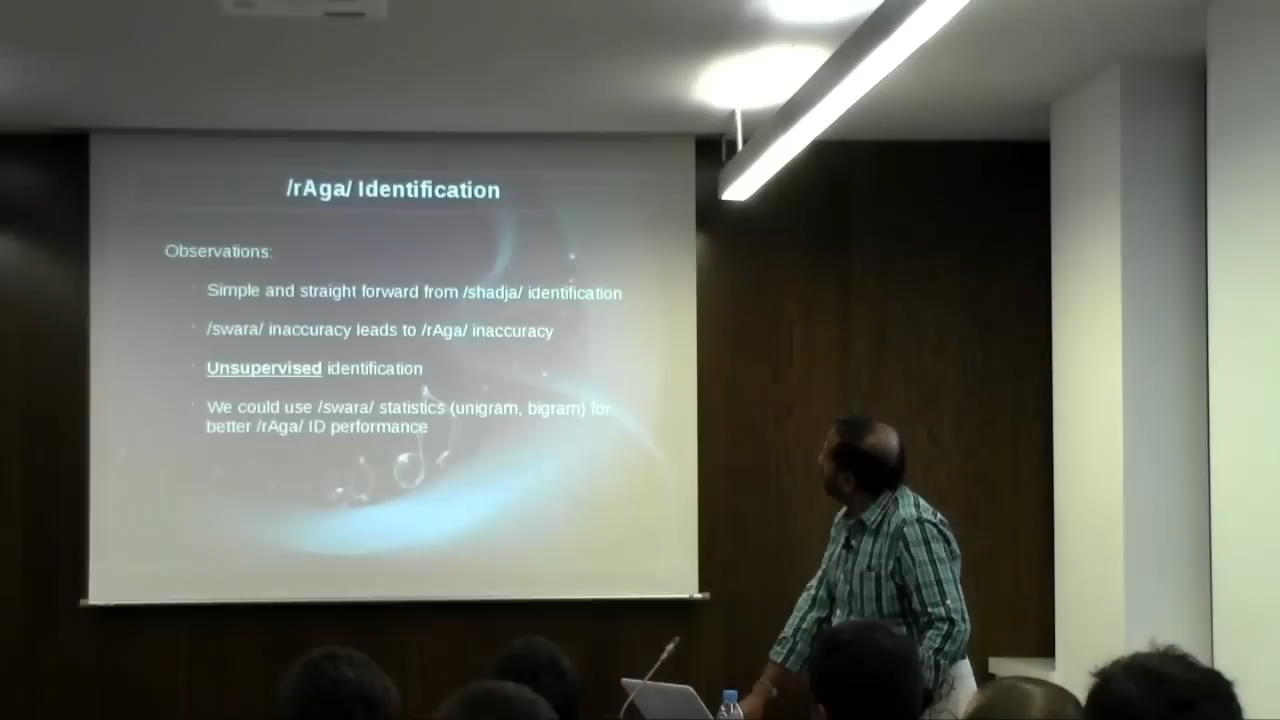 /rAga/ Identification
Observations:
Simple and straight forward from /shadja/ identification
/swara/ inaccuracy leads to /rAga/ inaccuracy
Unsupervised identification
We could use /swara/ statistics (unigram, bigram) for
better /rAga/ ID performance